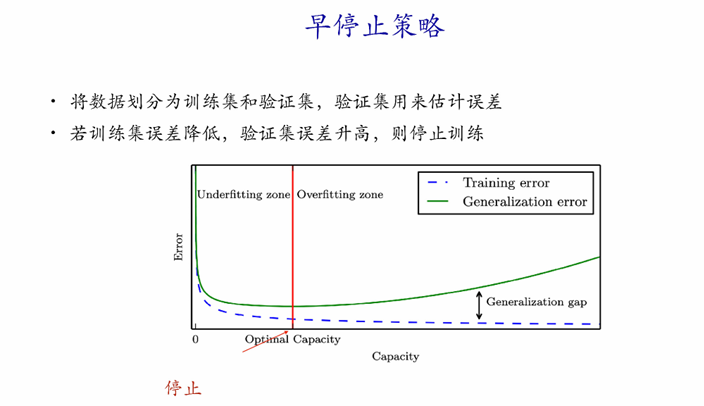 早停止策略
• 将数据划分为训练集和验证集，验证集用来估计误差
• 若训练集误差降低，验证集误差升高，则停止训练
Underfitting zone
Overfitting zone
Training error
Generalization error
Error
Generalization gap
0
Optimal Capacity
Capacity
停止